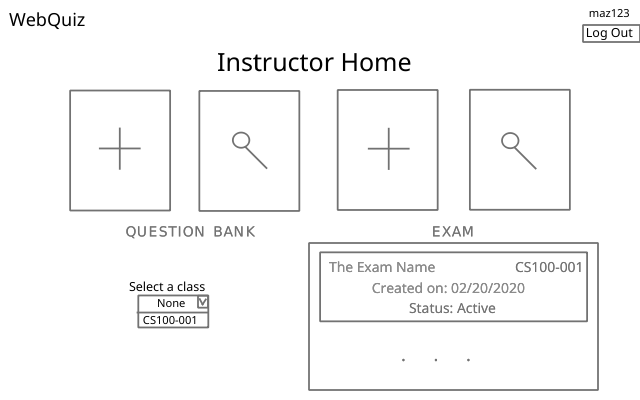 WebQuiz
maz123
Log Out
Instructor Home
QUESTION BANK
EXAM
The Exam Name CS100-001
Created on: 02/20/2020
Status: Active
. . .
Select a class
None
CS100-001